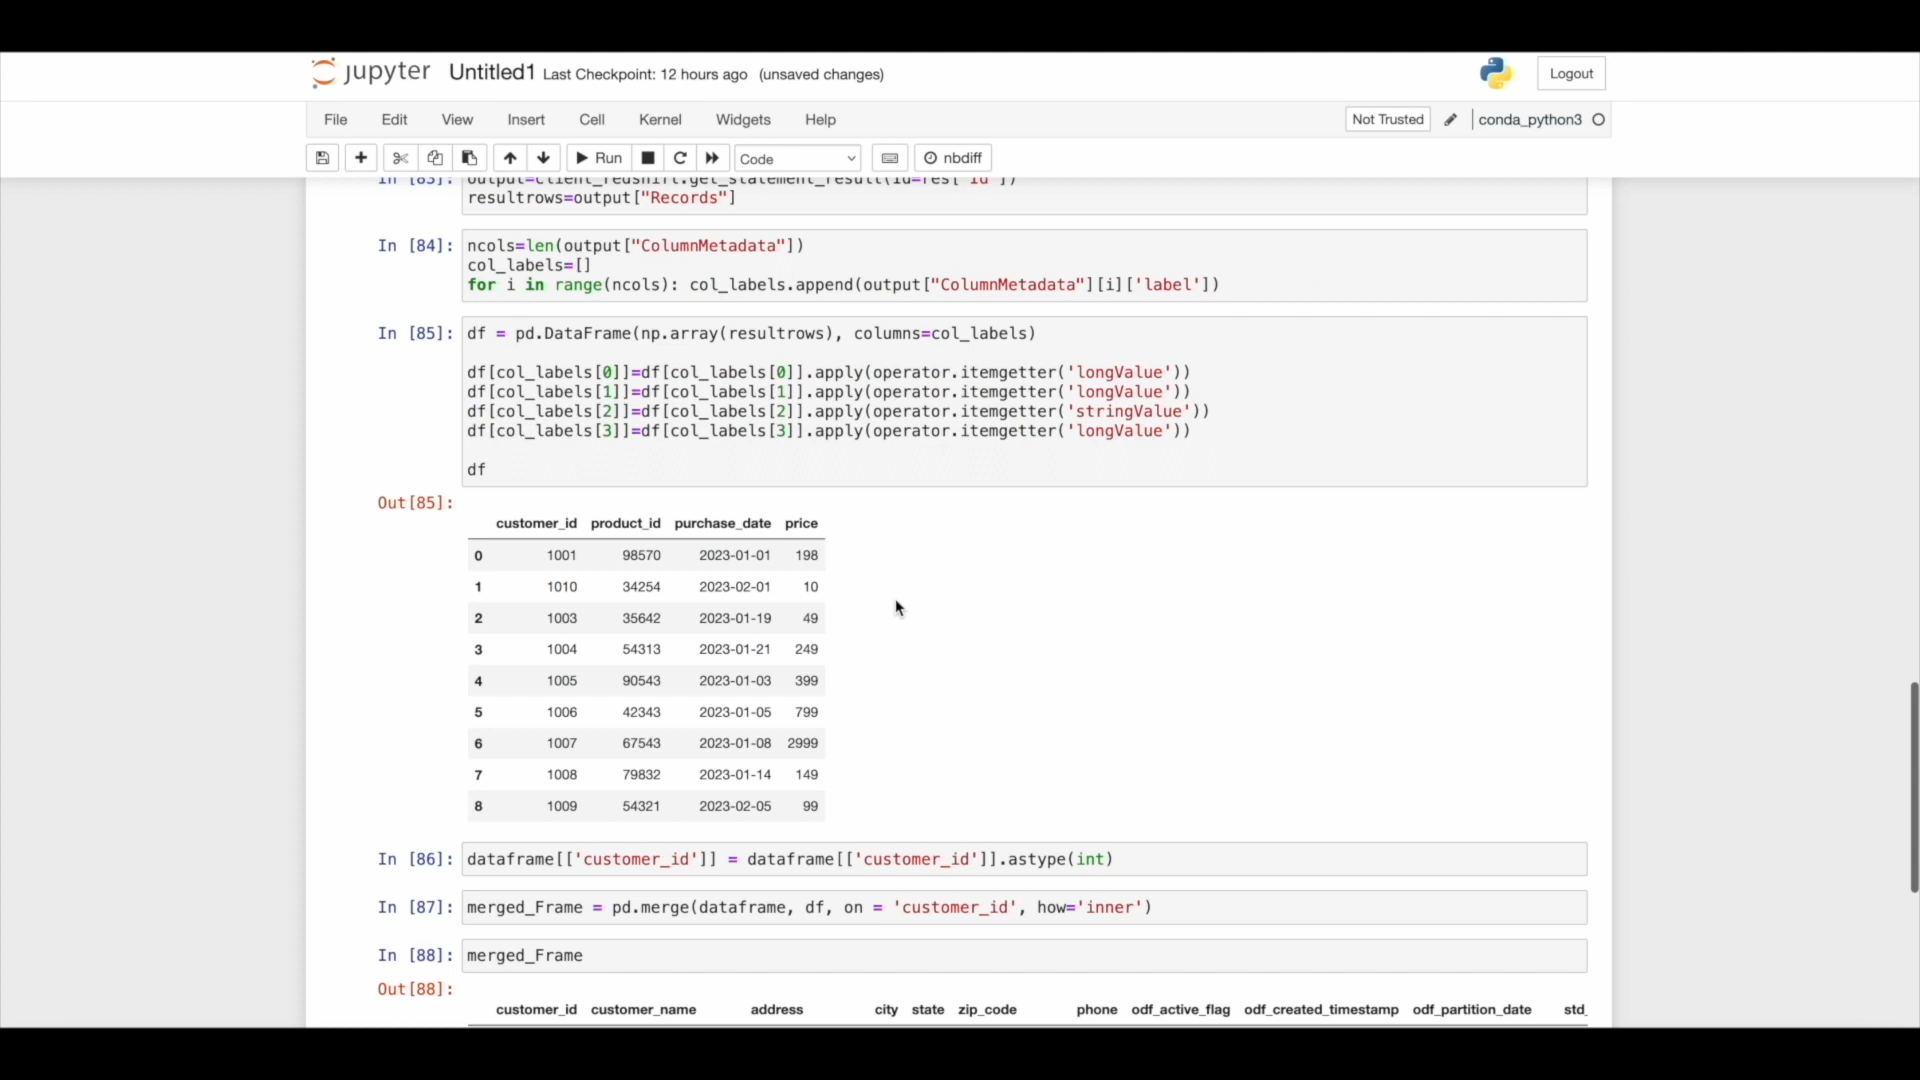 jupyter Untitled1 Last Checkpoint: 12 hours ago (unsaved changes)
Logout
File Edit View Insert Cell Kernel Widgets Help
Not Trusted
conda_python3
Run
Code
nbdiff
In [83]: output=client_redshift.get_statement_result(Id=res['Id'])
resultrows=output["Records"]
In [84]: ncols=len(output["ColumnMetadata"])
col_labels=[]
for i in range(ncols): col_labels.append(output["ColumnMetadata"][i]['label'])
In [85]: df = pd.DataFrame(np.array(resultrows), columns=col_labels)
df[col_labels[0]]=df[col_labels[0]].apply(operator.itemgetter('longValue'))
df[col_labels[1]]=df[col_labels[1]].apply(operator.itemgetter('longValue'))
df[col_labels[2]]=df[col_labels[2]].apply(operator.itemgetter('stringValue'))
df[col_labels[3]]=df[col_labels[3]].apply(operator.itemgetter('longValue'))
df
Out[85]:
customer_id product_id purchase_date price
0 1001 98570 2023-01-01 198
1 1010 34254 2023-02-01 10
2 1003 35642 2023-01-19 49
3 1004 54313 2023-01-21 249
4 1005 90543 2023-01-03 399
5 1006 42343 2023-01-05 799
6 1007 67543 2023-01-08 2999
7 1008 79832 2023-01-14 149
8 1009 54321 2023-02-05 99
In [86]: dataframe[['customer_id']] = dataframe[['customer_id']].astype(int)
In [87]: merged_Frame = pd.merge(dataframe, df, on = 'customer_id', how='inner')
In [88]: merged_Frame
Out[88]:
customer_id customer_name address city state zip_code phone odf_active_flag odf_created_timestamp odf_partition_date std_